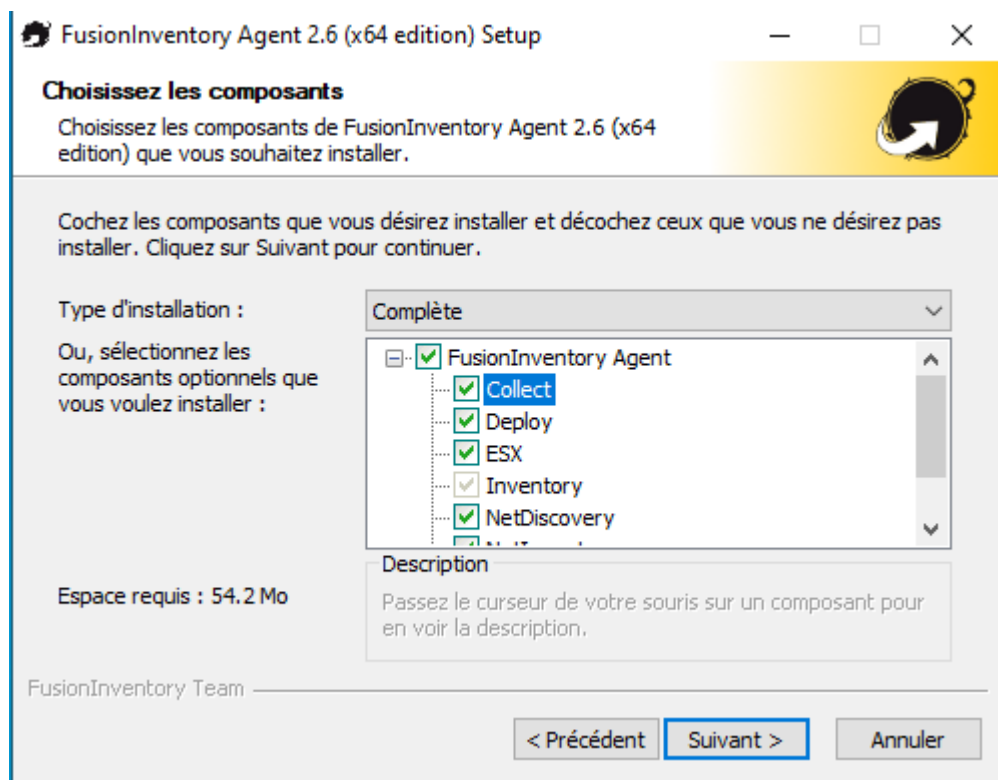 FusionInventory Agent 2.6 (x64 edition) Setup
Choisissez les composants
Choisissez les composants de FusionInventory Agent 2.6 (x64
edition) que vous souhaitez installer.
Cochez les composants que vous désirez installer et décochez ceux que vous ne désirez pas
installer. Cliquez sur Suivant pour continuer.
Type d'installation :
Complète
Ou, sélectionnez les
composants optionnels que
vous voulez installer :
FusionInventory Agent
Collect
Deploy
ESX
Inventory
NetDiscovery
Espace requis : 54.2 Mo
Description
Passez le curseur de votre souris sur un composant pour
en voir la description.
FusionInventory Team
< Précédent
Suivant >
Annuler